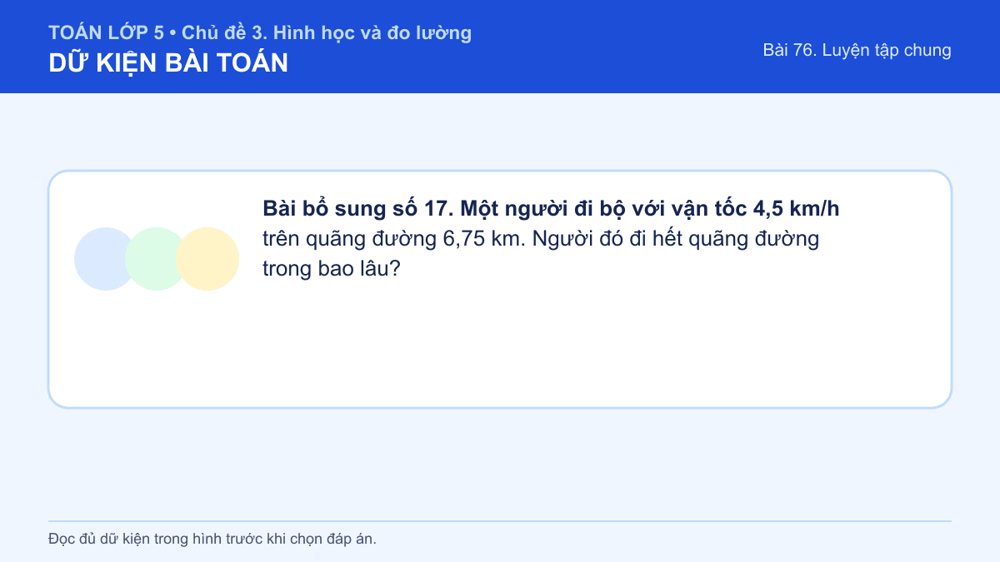 TOÁN LỚP 5 • Chủ đề 3. Hình học và đo lường
DỮ KIỆN BÀI TOÁN
Bài 76. Luyện tập chung
Bài bổ sung số 17. Một người đi bộ với vận tốc 4,5 km/h
trên quãng đường 6,75 km. Người đó đi hết quãng đường
trong bao lâu?
Đọc đủ dữ kiện trong hình trước khi chọn đáp án.